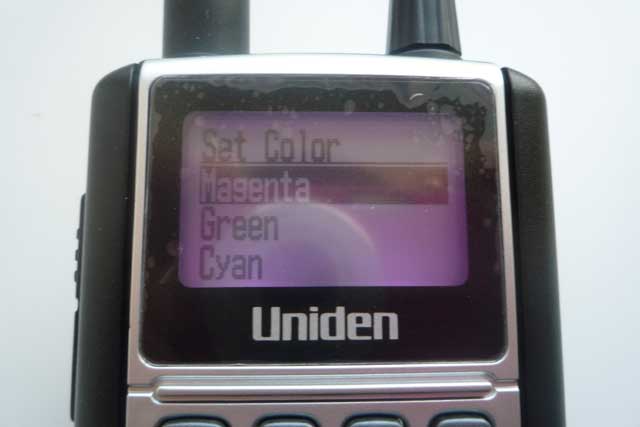 Set Color
Magenta
Green
Cyan
Uniden